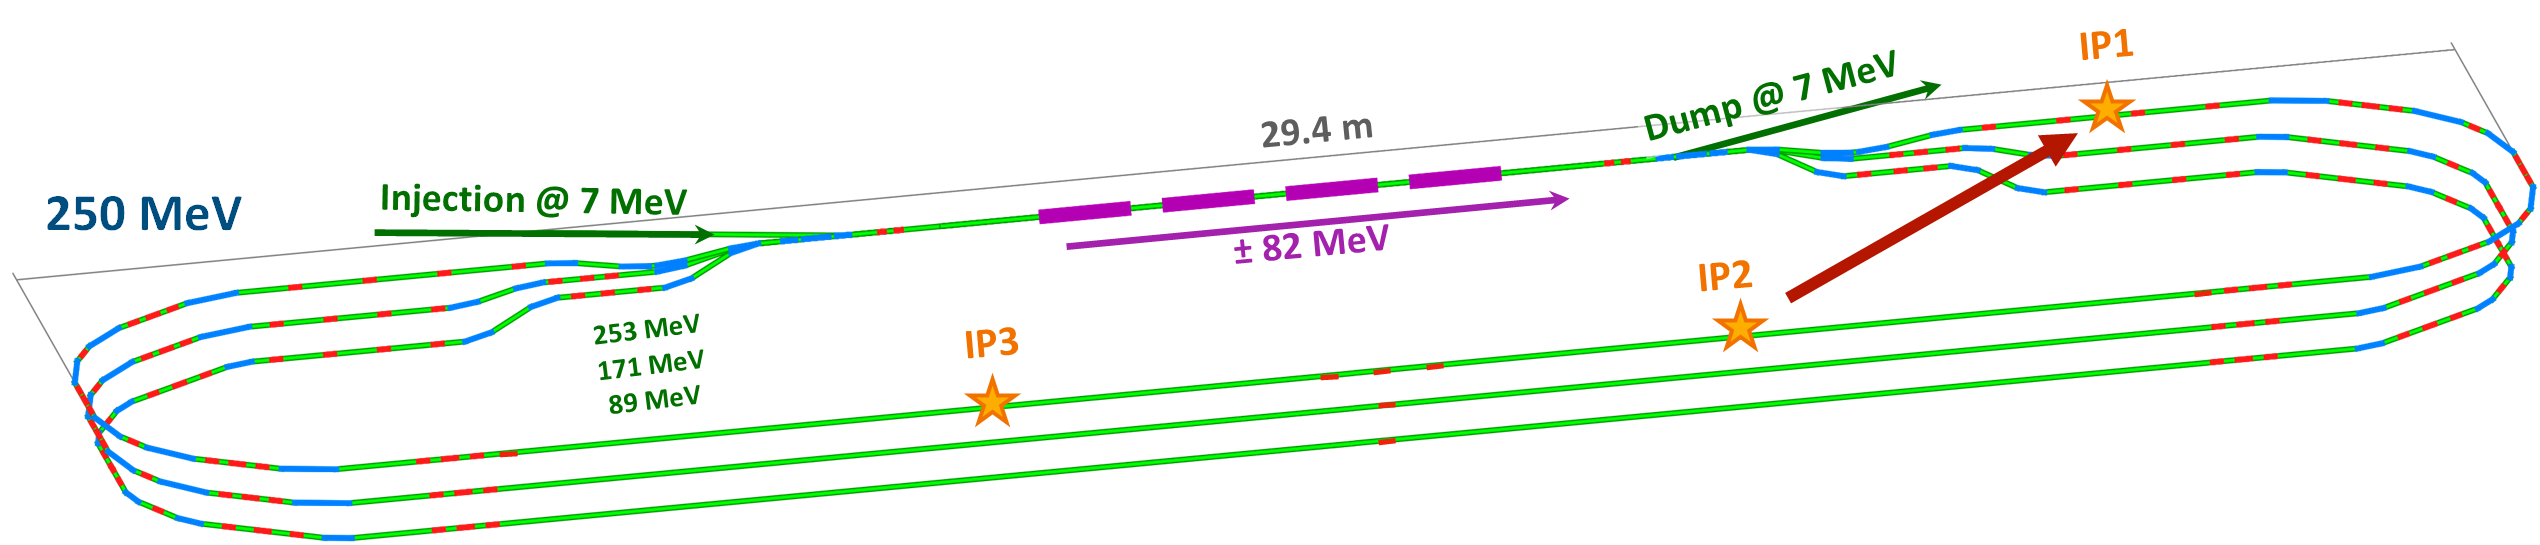 IP1
Dump @ 7 MeV
29.4 m
Injection @ 7 MeV
250 MeV
± 82 MeV
IP2
IP3
253 MeV
171 MeV
89 MeV